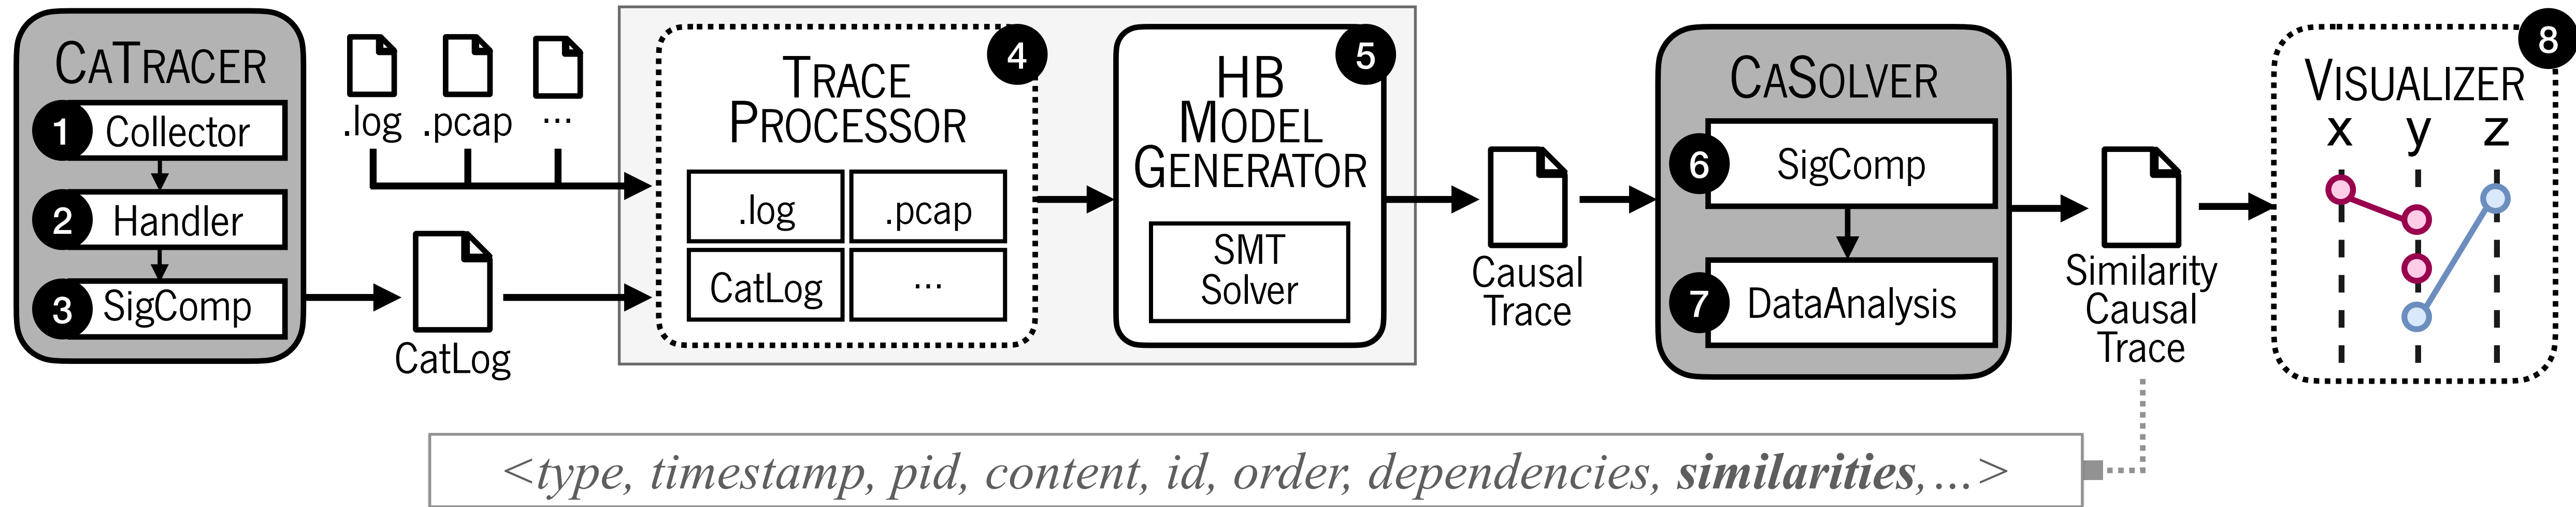 CATRACER
1 Collector
2 Handler
3 SigComp
.log .pcap ...
CatLog
4
TRACE
PROCESSOR
.log .pcap
CatLog ...
5
HB
MODEL
GENERATOR
SMT
Solver
Causal
Trace
CASOLVER
6 SigComp
7 DataAnalysis
Similarity
Causal
Trace
8
VISUALIZER
x y z
<type, timestamp, pid, content, id, order, dependencies, similarities,...>